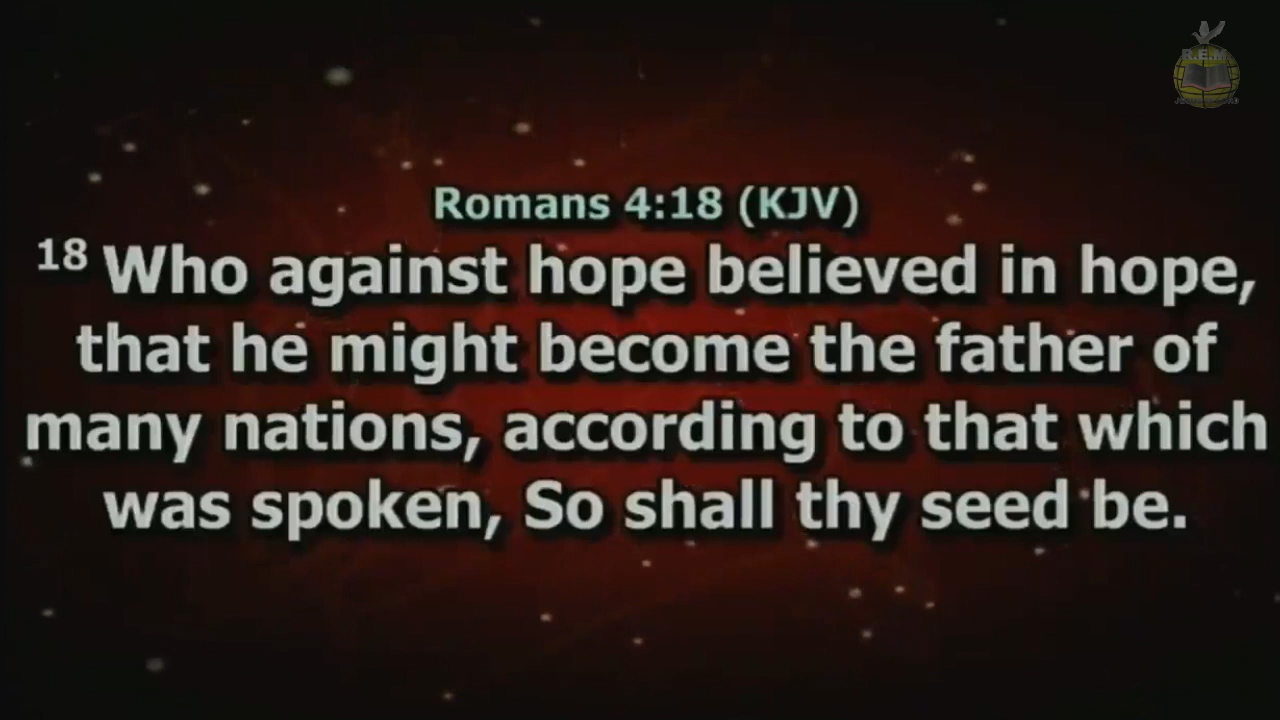 R.E.M
Romans 4:18 (KJV)
18 Who against hope believed in hope,
that he might become the father of
many nations, according to that which
was spoken, So shall thy seed be.